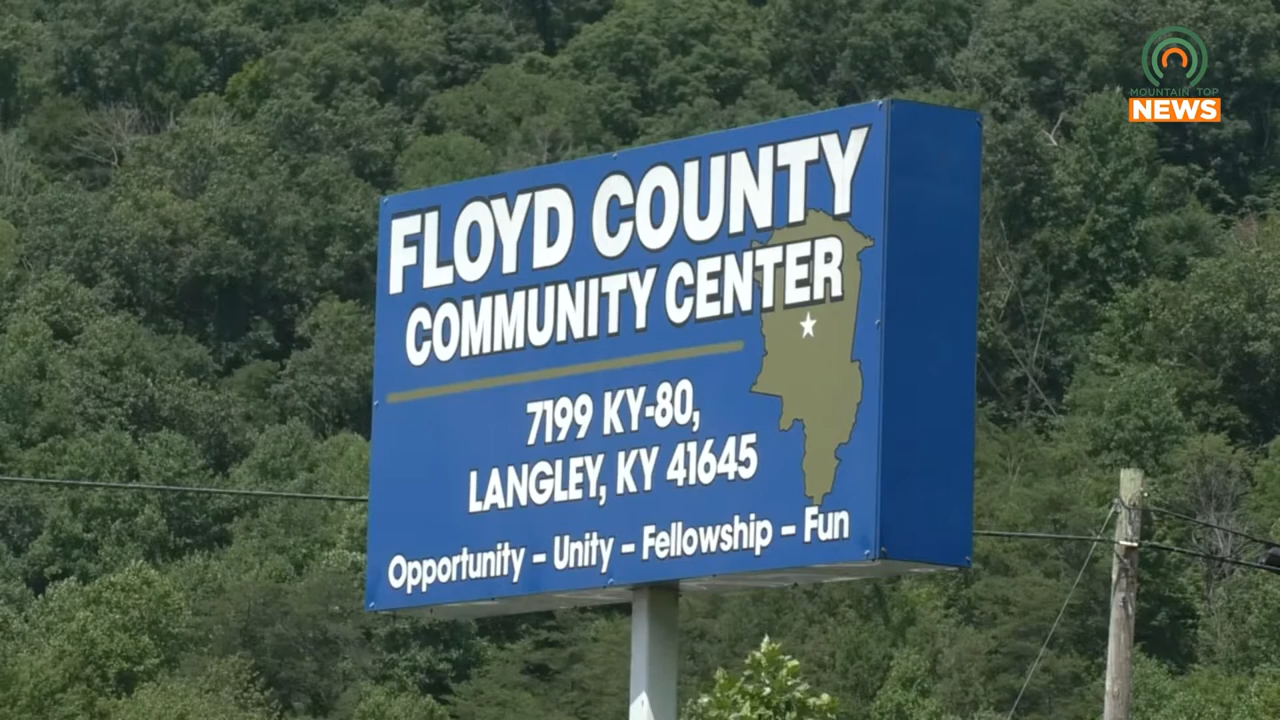 MOUNTAIN TOP
NEWS
FLOYD COUNTY
COMMUNITY CENTER
7199 KY-80,
LANGLEY, KY 41645
Opportunity - Unity - Fellowship - Fun